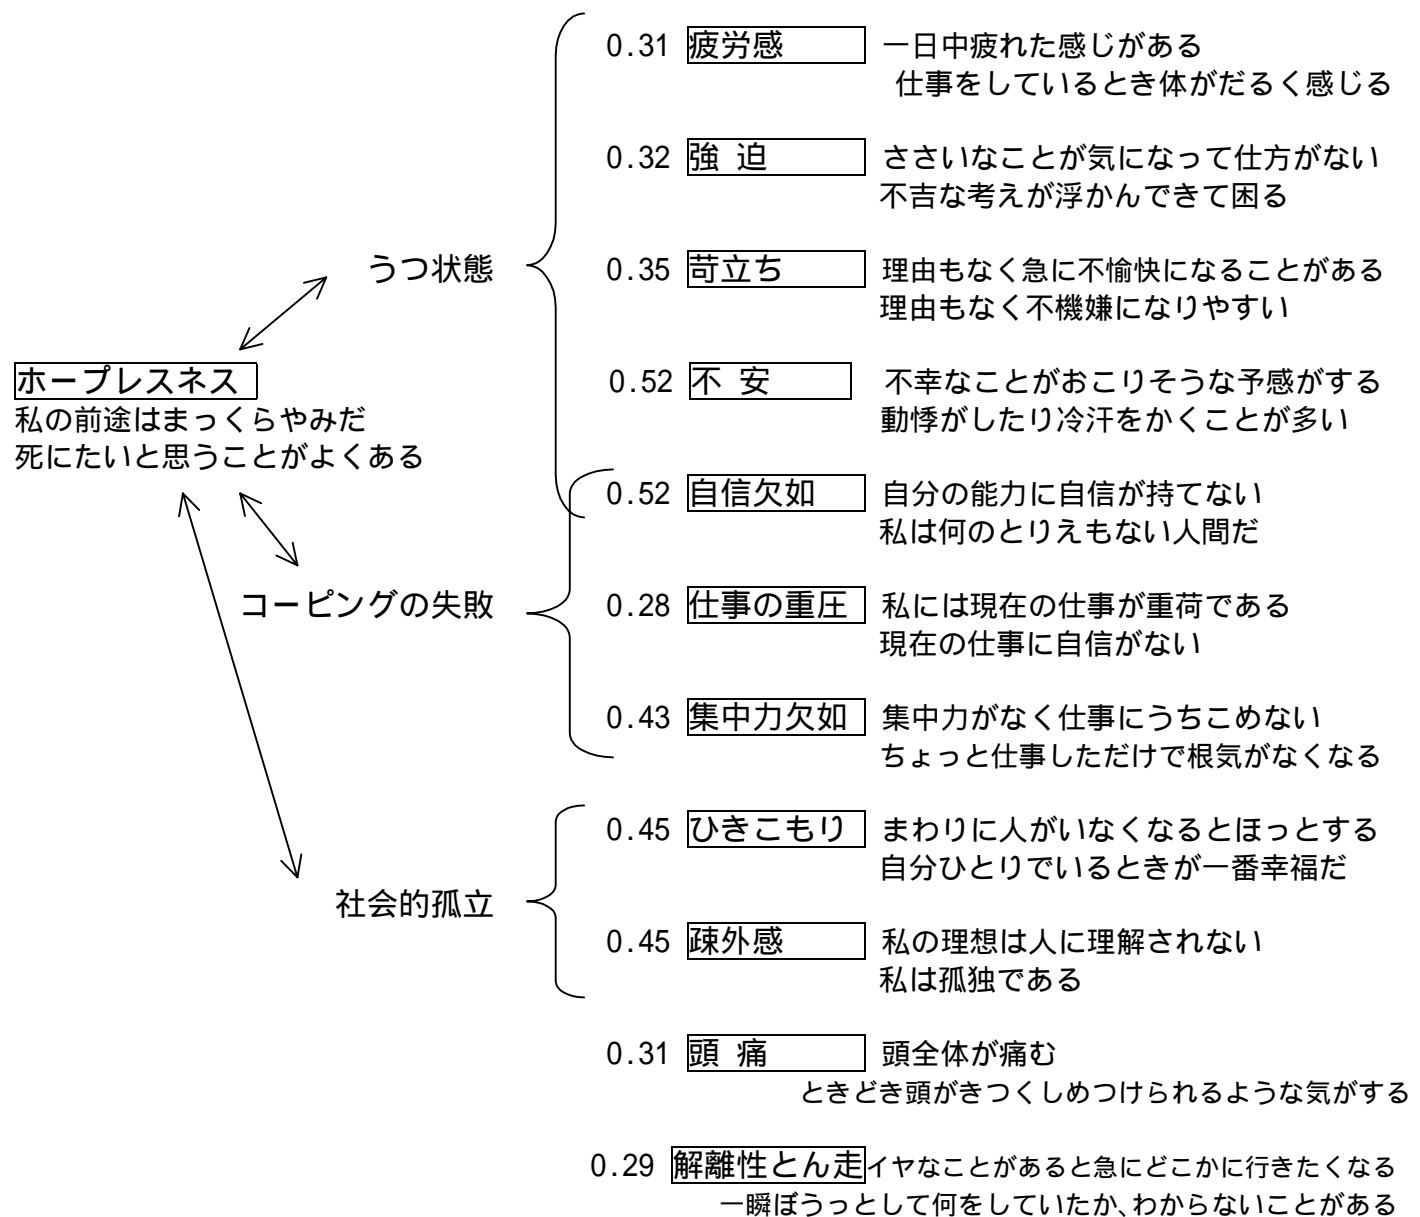 0.31 疲労感 一日中疲れた感じがある
仕事をしているとき体がだるく感じる
0.32 強 迫 ささいなことが気になって仕方がない
不吉な考えが浮かんできて困る
うつ状態 0.35 苛立ち 理由もなく急に不愉快になることがある
理由もなく不機嫌になりやすい
ホープレスネス 0.52 不 安 不幸なことがおこりそうな予感がする
私の前途はまっくらやみだ 動悸がしたり冷汗をかくことが多い
死にたいと思うことがよくある
0.52 自信欠如 自分の能力に自信が持てない
私は何のとりえもない人間だ
コーピングの失敗 0.28 仕事の重圧 私には現在の仕事が重荷である
現在の仕事に自信がない
0.43 集中力欠如 集中力がなく仕事にうちこめない
ちょっと仕事しただけで根気がなくなる
0.45 ひきこもり まわりに人がいなくなるとほっとする
自分ひとりでいるときが一番幸福だ
社会的孤立
0.45 疎外感 私の理想は人に理解されない
私は孤独である
0.31 頭 痛 頭全体が痛む
ときどき頭がきつくしめつけられるような気がする
0.29 解離性とん走 イヤなことがあると急にどこかに行きたくなる
一瞬ぼうっとして何をしていたか、わからないことがある